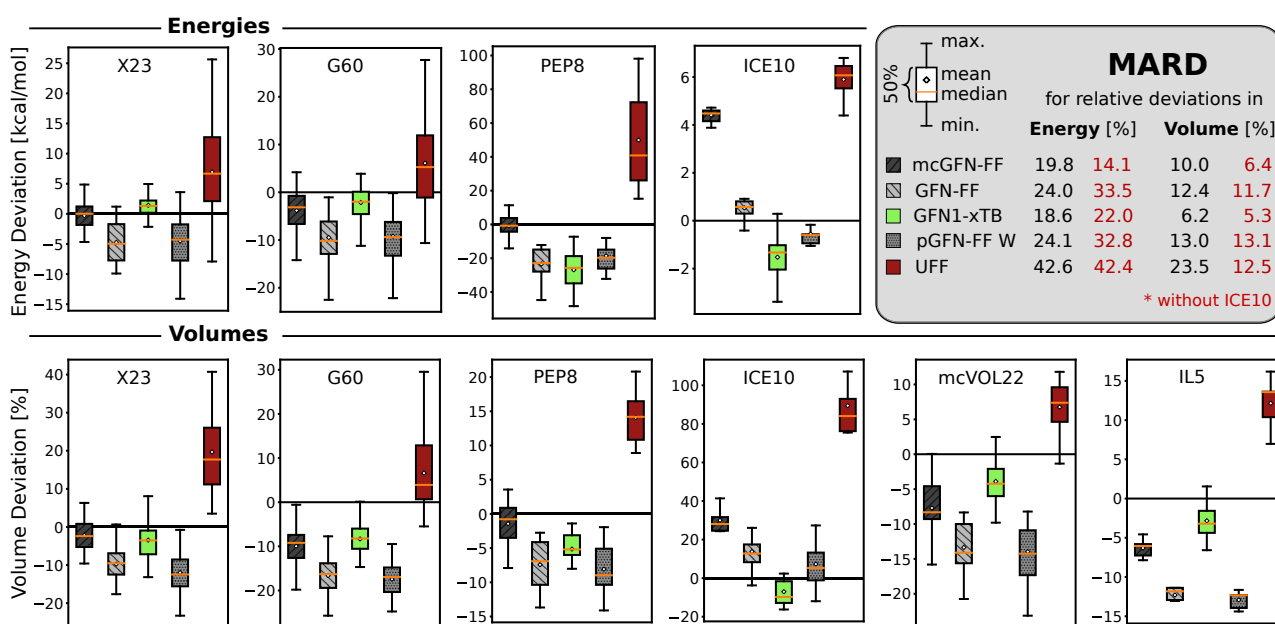 Energies
Energy Deviation [kcal/mol]
X23
25
20
15
10
5
0
−5
−10
−15
G60
30
20
10
0
−10
−20
PEP8
100
80
60
40
20
0
−20
−40
ICE10
6
4
2
0
−2
50%
max.
mean
median
min.
MARD
for relative deviations in
Energy [%] Volume [%]
mcGFN-FF 19.8 14.1 10.0 6.4
GFN-FF 24.0 33.5 12.4 11.7
GFN1-xTB 18.6 22.0 6.2 5.3
pGFN-FF W 24.1 32.8 13.0 13.1
UFF 42.6 42.4 23.5 12.5
* without ICE10
Volumes
Volume Deviation [%]
X23
40
30
20
10
0
−10
−20
G60
30
20
10
0
−10
−20
PEP8
20
15
10
5
0
−5
−10
−15
ICE10
100
80
60
40
20
0
−20
mcVOL22
10
5
0
−5
−10
−15
−20
IL5
15
10
5
0
−5
−10
−15